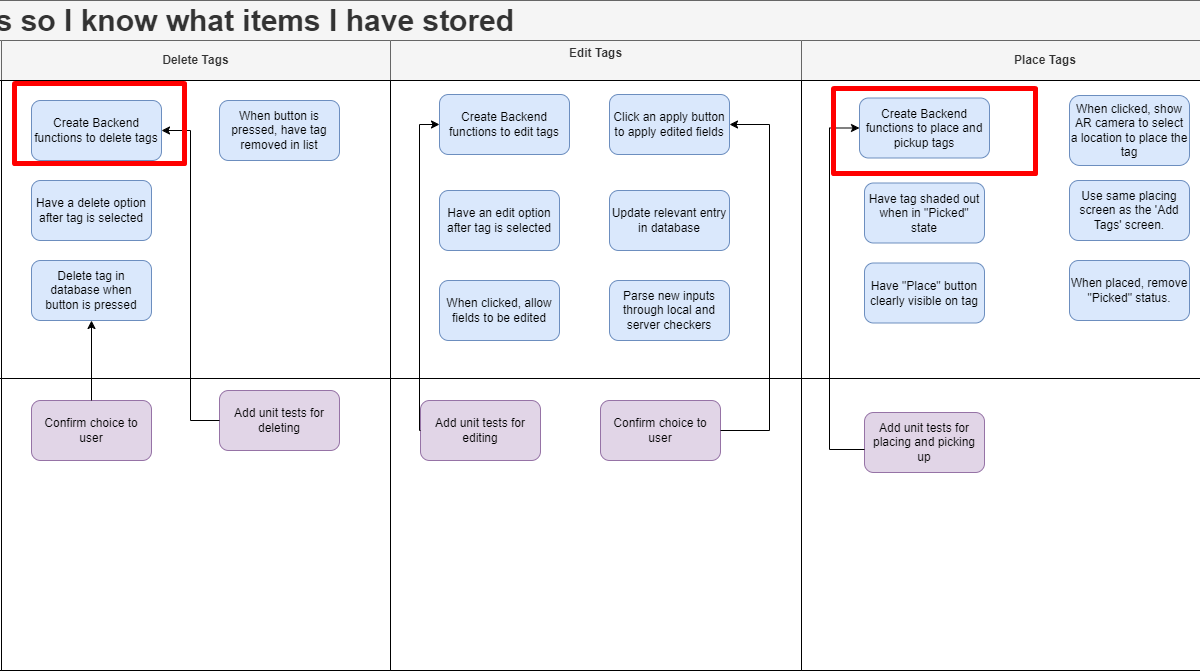 s so I know what items I have stored
Delete Tags
Edit Tags
Place Tags
Create Backend
functions to delete tags
When button is
pressed, have tag
removed in list
Have a delete option
after tag is selected
Delete tag in
database when
button is pressed
Create Backend
functions to edit tags
Click an apply button
to apply edited fields
Have an edit option
after tag is selected
Update relevant entry
in database
When clicked, allow
fields to be edited
Parse new inputs
through local and
server checkers
Create Backend
functions to place and
pickup tags
When clicked, show
AR camera to select
a location to place the
tag
Have tag shaded out
when in "Picked"
state
Use same placing
screen as the 'Add
Tags' screen.
Have "Place" button
clearly visible on tag
When placed, remove
"Picked" status.
Confirm choice to
user
Add unit tests for
deleting
Add unit tests for
editing
Confirm choice to
user
Add unit tests for
placing and picking
up